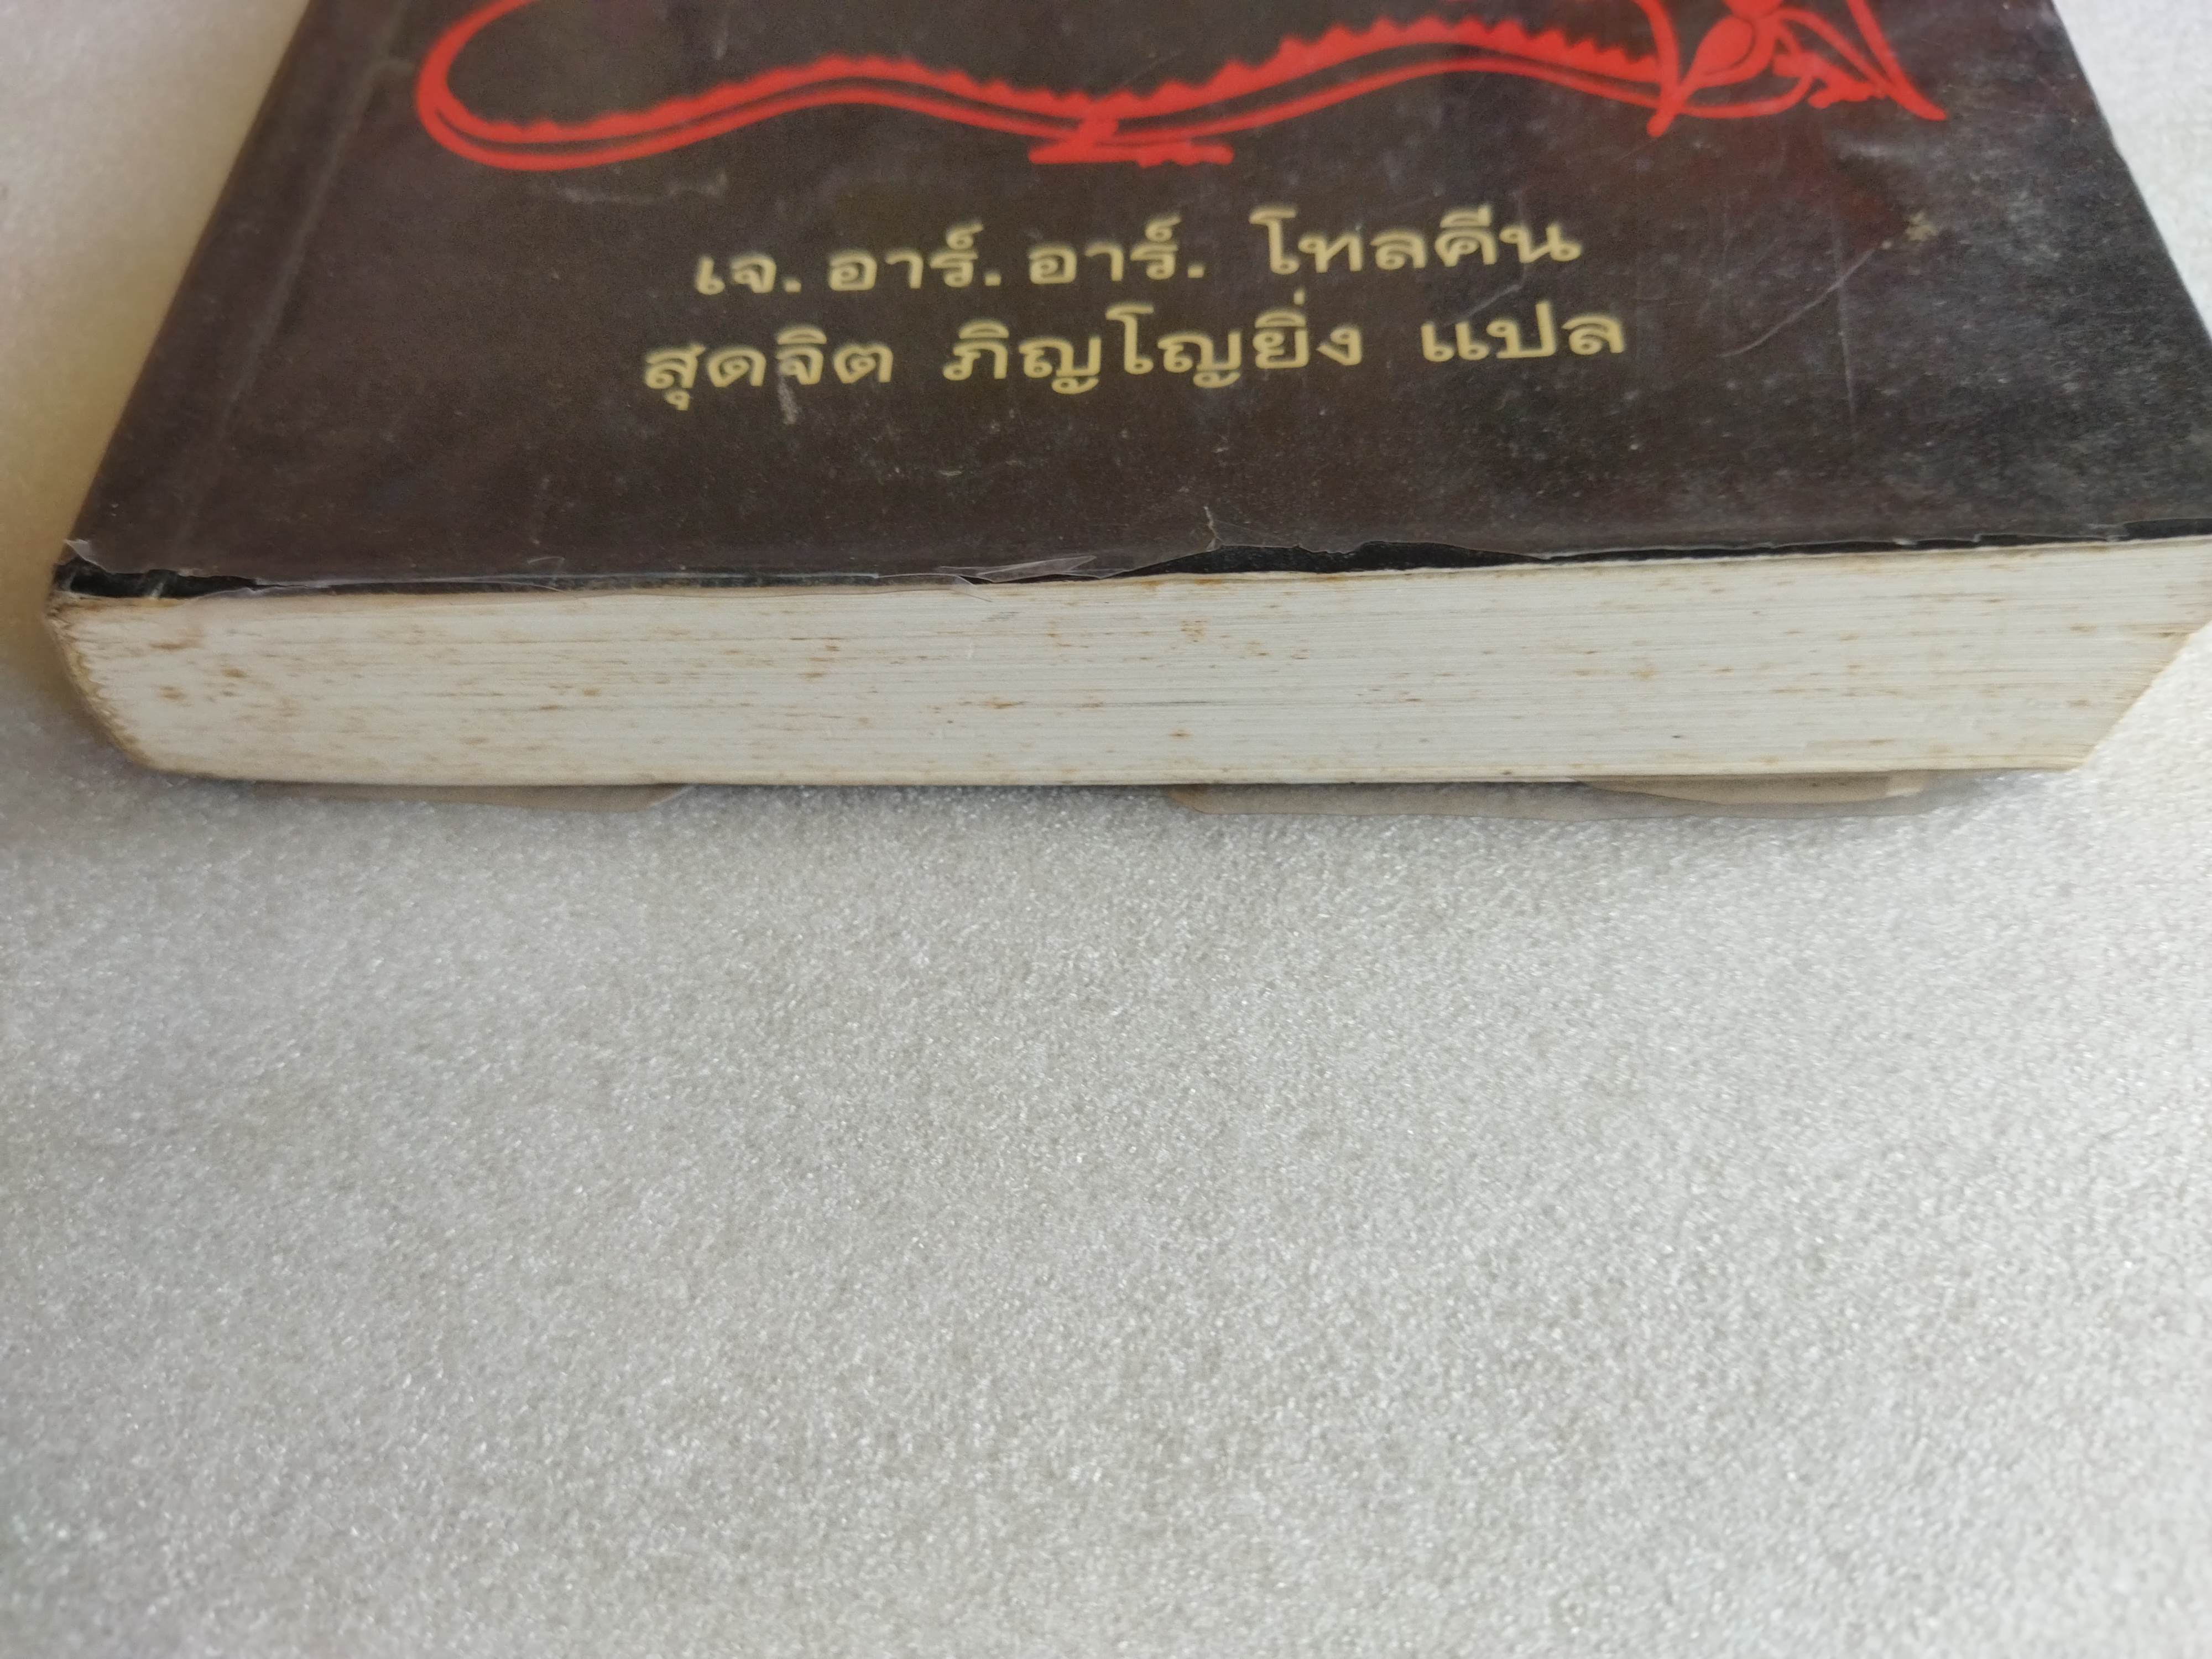 เจ. อาร์. อาร์. โทลคีน
สุดจิต ภิญโญยิ่ง แปล